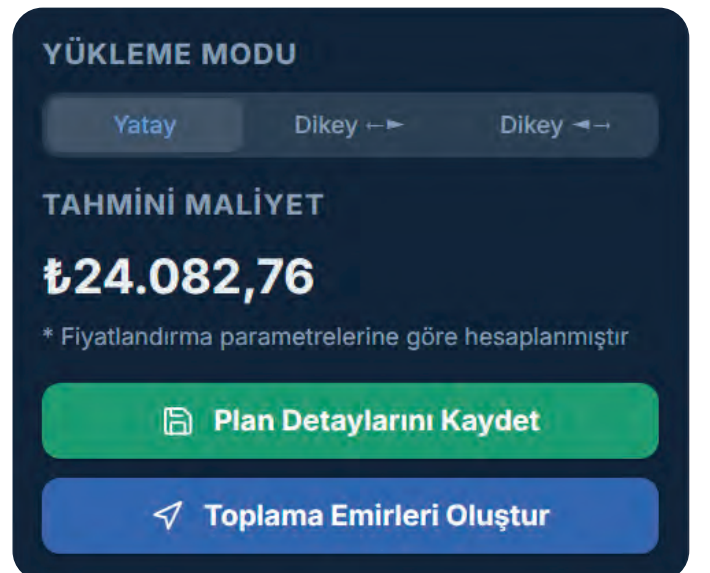 YÜKLEME MODU
Yatay Dikey ←► Dikey ◄→
TAHMİNİ MALİYET
₺24.082,76
* Fiyatlandırma parametrelerine göre hesaplanmıştır
Plan Detaylarını Kaydet
Toplama Emirleri Oluştur